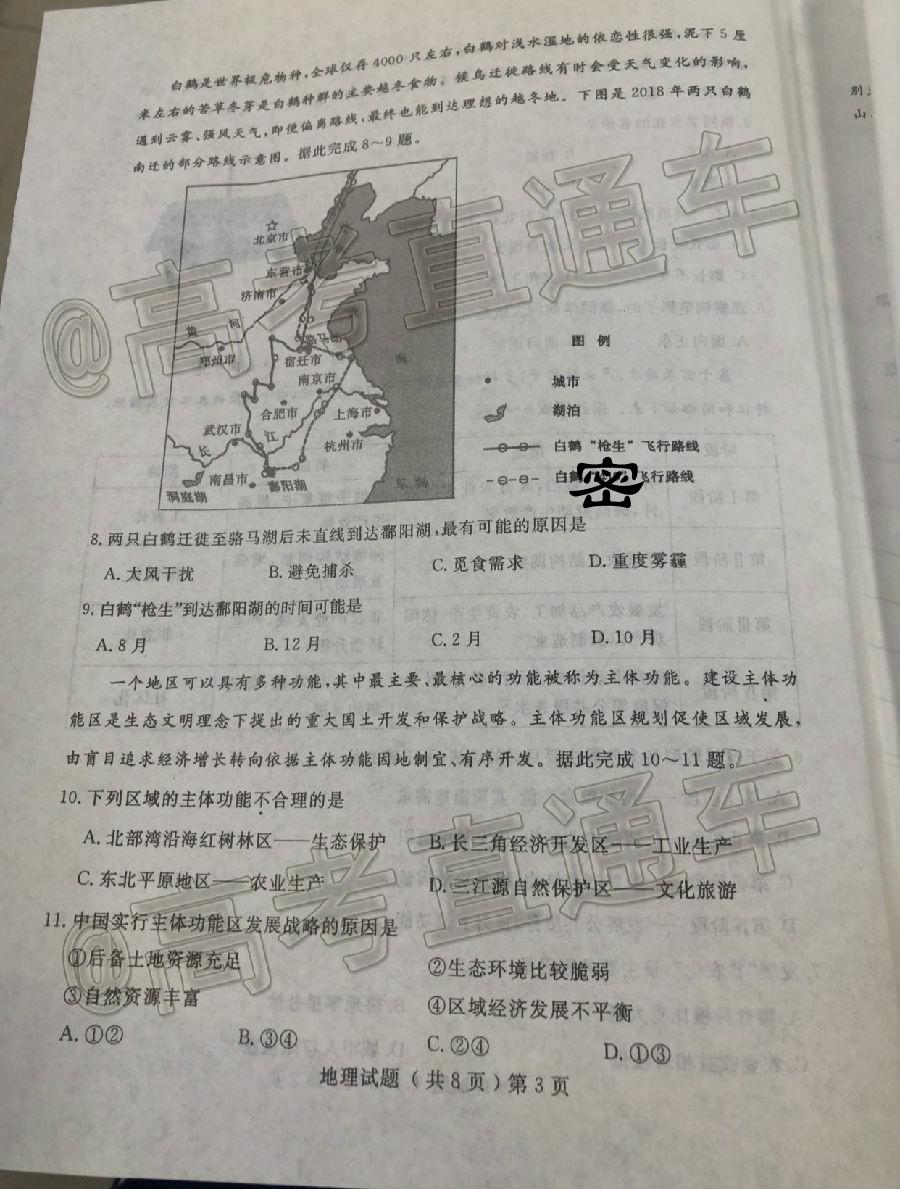 白鹤是世界极危物种,全球仅存4000只左右,白鹤对浅水湿地的依恋性很强,泥下5厘
米左右的苦草冬芽是白鹤种群的主要越冬食物。候鸟迁徙路线有时会受天气变化的影响,
遇到云雾、强风天气,即使偏离路线,最终也能到达理想的越冬地。下图是2018年两只白鹤
南迁的部分路线示意图。据此完成8~9题。
北京市
东营市
济南市
黄 河
郑州市
骆马湖
宿迁市
南京市
合肥市
上海市
武汉市
长 江
杭州市
南昌市
洞庭湖
鄱阳湖
黄 海
东海
图 例
城市
湖泊
白鹤“枪生”飞行路线
白鹤 飞行路线
密
8.两只白鹤迁徙至骆马湖后未直线到达鄱阳湖,最有可能的原因是
A.大风干扰 B.避免捕杀 C.觅食需求 D.重度雾霾
9.白鹤“枪生”到达鄱阳湖的时间可能是
A.8月 B.12月 C.2月 D.10月
一个地区可以具有多种功能,其中最主要、最核心的功能被称为主体功能。建设主体功
能区是生态文明理念下提出的重大国土开发和保护战略。主体功能区规划促使区域发展,
由盲目追求经济增长转向依据主体功能因地制宜、有序开发。据此完成10~11题。
10.下列区域的主体功能不合理的是
A.北部湾沿海红树林区——生态保护 B.长三角经济开发区——工业生产
C.东北平原地区——农业生产 D.三江源自然保护区——文化旅游
11.中国实行主体功能区发展战略的原因是
①后备土地资源充足 ②生态环境比较脆弱
③自然资源丰富 ④区域经济发展不平衡
A.①② B.③④ C.②④ D.①③
地理试题(共8页)第3页
@高考直通车
@高考直通车